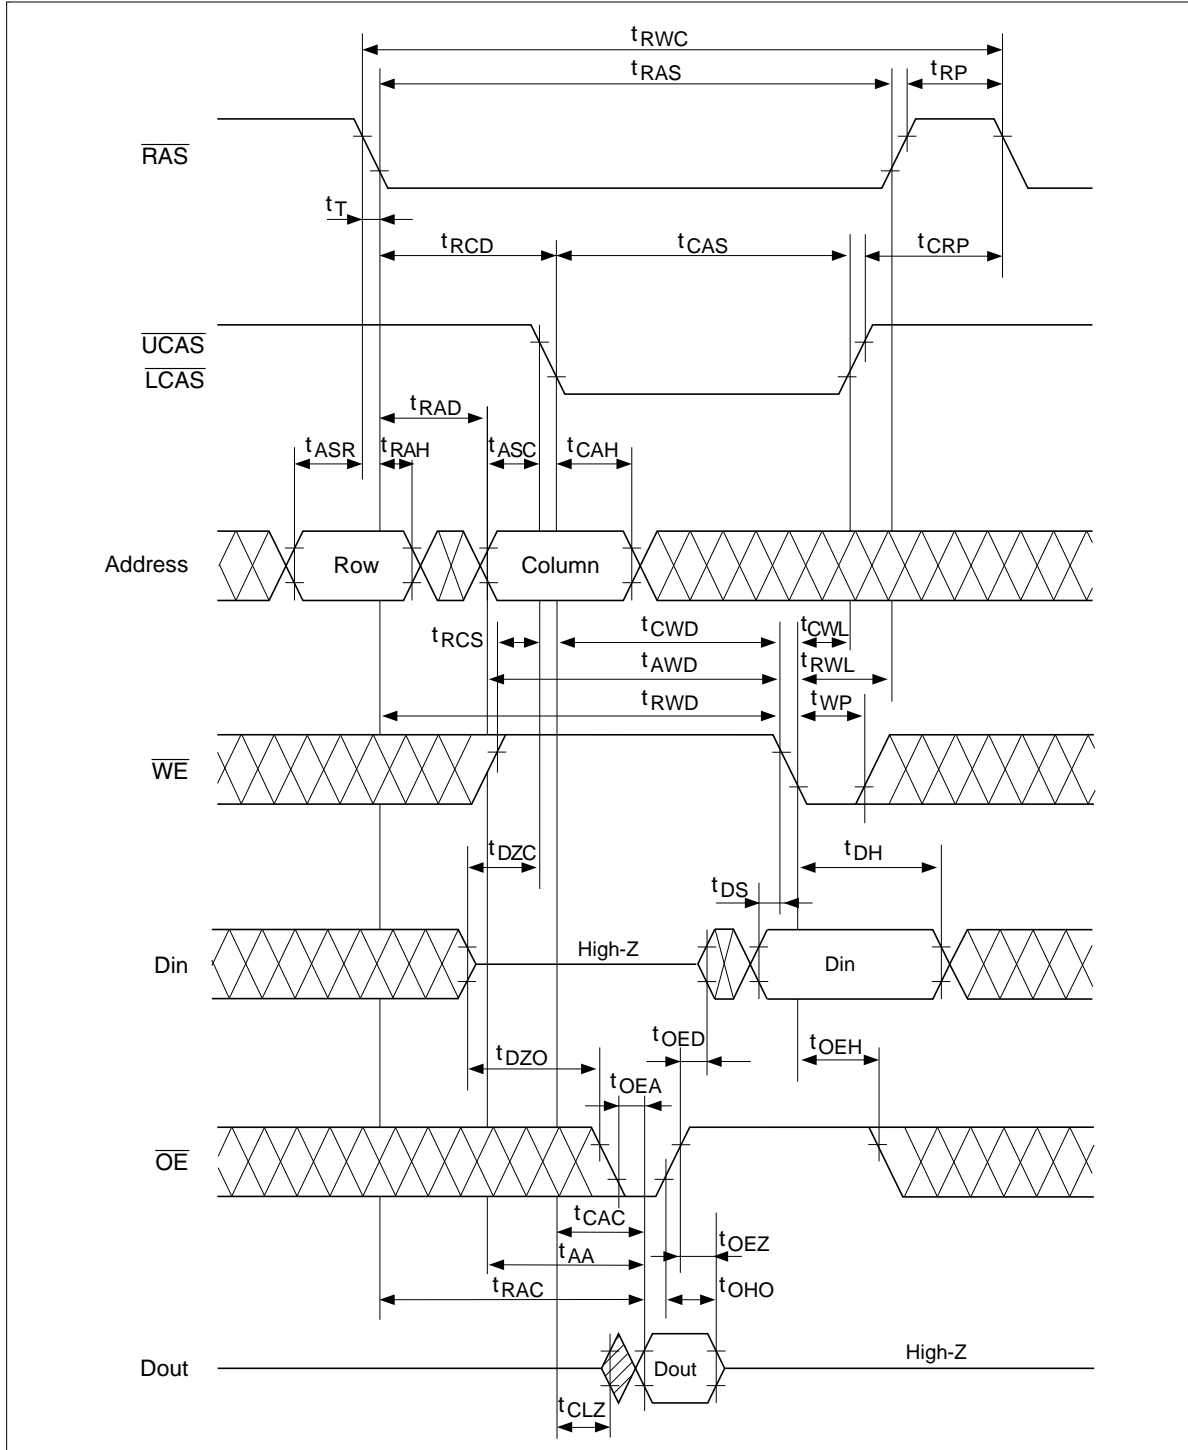 tRWC
tRAS
tRP
RAS
tT
tRCD
tCAS
tCRP
UCAS
LCAS
tRAD
tASR
tRAH
tASC
tCAH
Address
Row
Column
tRCS
tCWD
tCWL
tAWD
tRWL
tRWD
tWP
WE
tDZC
tDH
tDS
High-Z
Din
Din
tOED
tOEH
tDZO
tOEA
OE
tCAC
tOEZ
tAA
tRAC
tOHO
High-Z
Dout
Dout
tCLZ